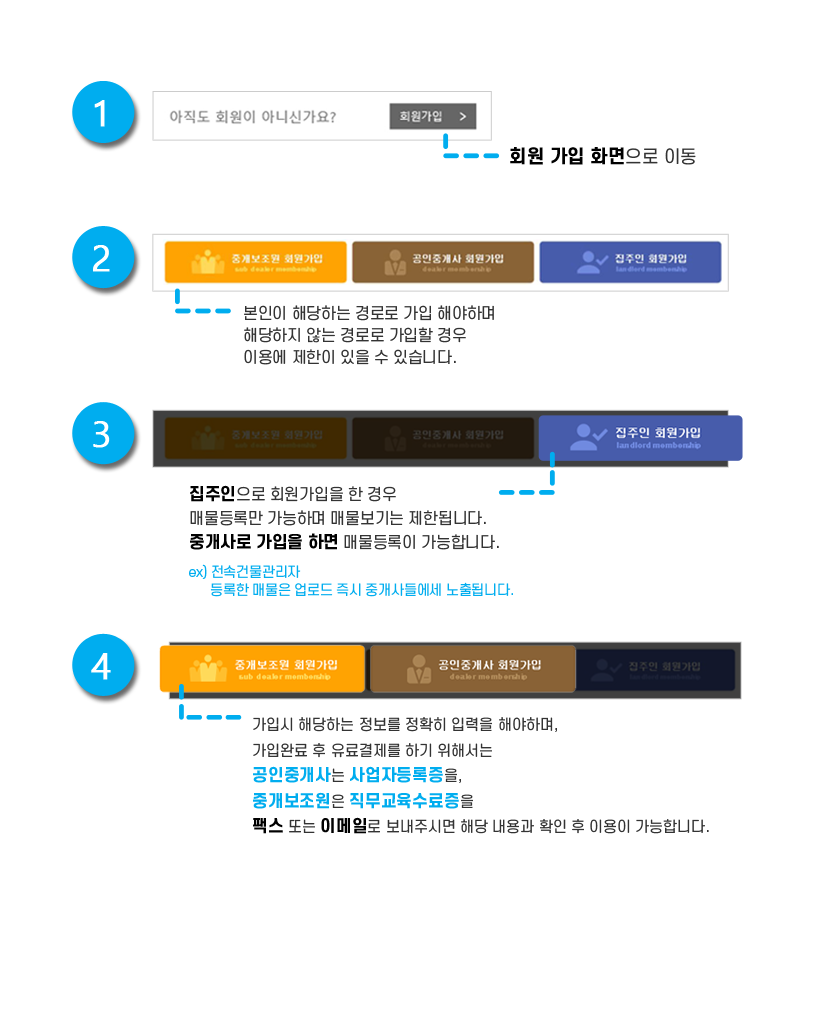 1
아직도 회원이 아니신가요?
회원가입 >
회원 가입 화면으로 이동
2
중개보조원 회원가입
sub dealer membership
공인중개사 회원가입
dealer membership
집주인 회원가입
landlord membership
본인이 해당하는 경로로 가입 해야하며
해당하지 않는 경로로 가입할 경우
이용에 제한이 있을 수 있습니다.
3
중개보조원 회원가입
sub dealer membership
공인중개사 회원가입
dealer membership
집주인 회원가입
landlord membership
집주인으로 회원가입을 한 경우
매물등록만 가능하며 매물보기는 제한됩니다.
중개사로 가입을 하면 매물등록이 가능합니다.
ex) 전속건물관리자
등록한 매물은 업로드 즉시 중개사들에세 노출됩니다.
4
중개보조원 회원가입
sub dealer membership
공인중개사 회원가입
dealer membership
집주인 회원가입
landlord membership
가입시 해당하는 정보를 정확히 입력을 해야하며,
가입완료 후 유료결제를 하기 위해서는
공인중개사는 사업자등록증을,
중개보조원은 직무교육수료증을
팩스 또는 이메일로 보내주시면 해당 내용과 확인 후 이용이 가능합니다.